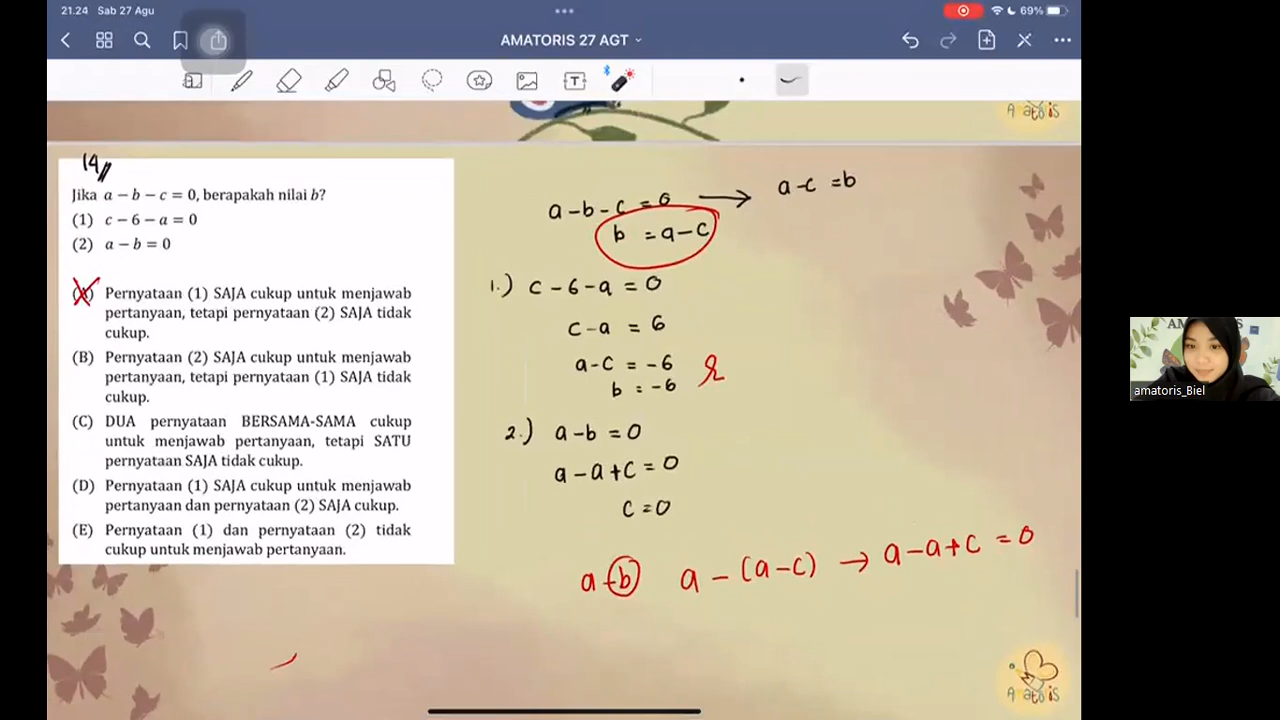 21.24 Sab 27 Agu
69%
AMATORIS 27 AGT
Amatoris
14
Jika a − b − c = 0, berapakah nilai b?
(1) c − 6 − a = 0
(2) a − b = 0
(A) Pernyataan (1) SAJA cukup untuk menjawab
pertanyaan, tetapi pernyataan (2) SAJA tidak
cukup.
(B) Pernyataan (2) SAJA cukup untuk menjawab
pertanyaan, tetapi pernyataan (1) SAJA tidak
cukup.
(C) DUA pernyataan BERSAMA-SAMA cukup
untuk menjawab pertanyaan, tetapi SATU
pernyataan SAJA tidak cukup.
(D) Pernyataan (1) SAJA cukup untuk menjawab
pertanyaan dan pernyataan (2) SAJA cukup.
(E) Pernyataan (1) dan pernyataan (2) tidak
cukup untuk menjawab pertanyaan.
a-b-c = 0 → a-c = b
b = a-c
1.) c-6-a = 0
c-a = 6
a-c = -6
b = -6
2.) a-b = 0
a-a+c = 0
c = 0
a-b a-(a-c) → a-a+c = 0
Amatoris
amatoris_Biel